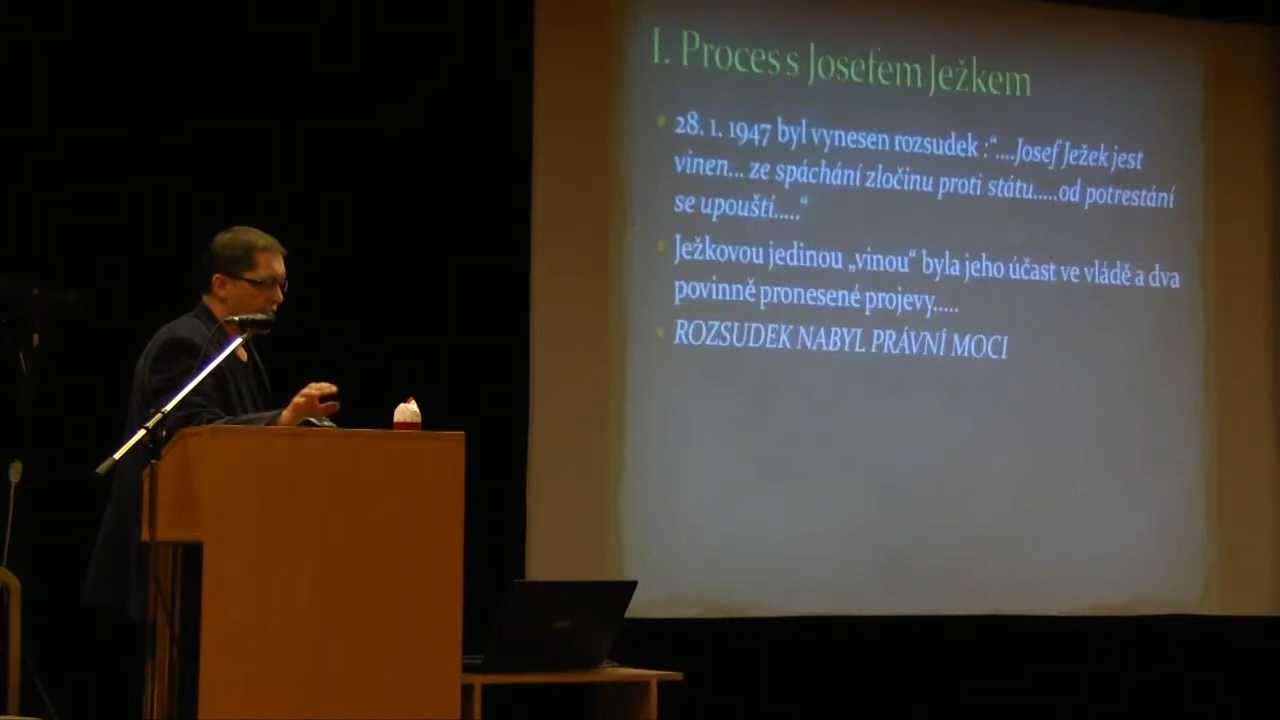 I. Proces s Josefem Ježkem
28. 1. 1947 byl vynesen rozsudek :“....Josef Ježek jest
vinen... ze spáchání zločinu proti státu.....od potrestání
se upouští.....“
Ježkovou jedinou „vinou“ byla jeho účast ve vládě a dva
povinně pronesené projevy.....
ROZSUDEK NABYL PRÁVNÍ MOCI